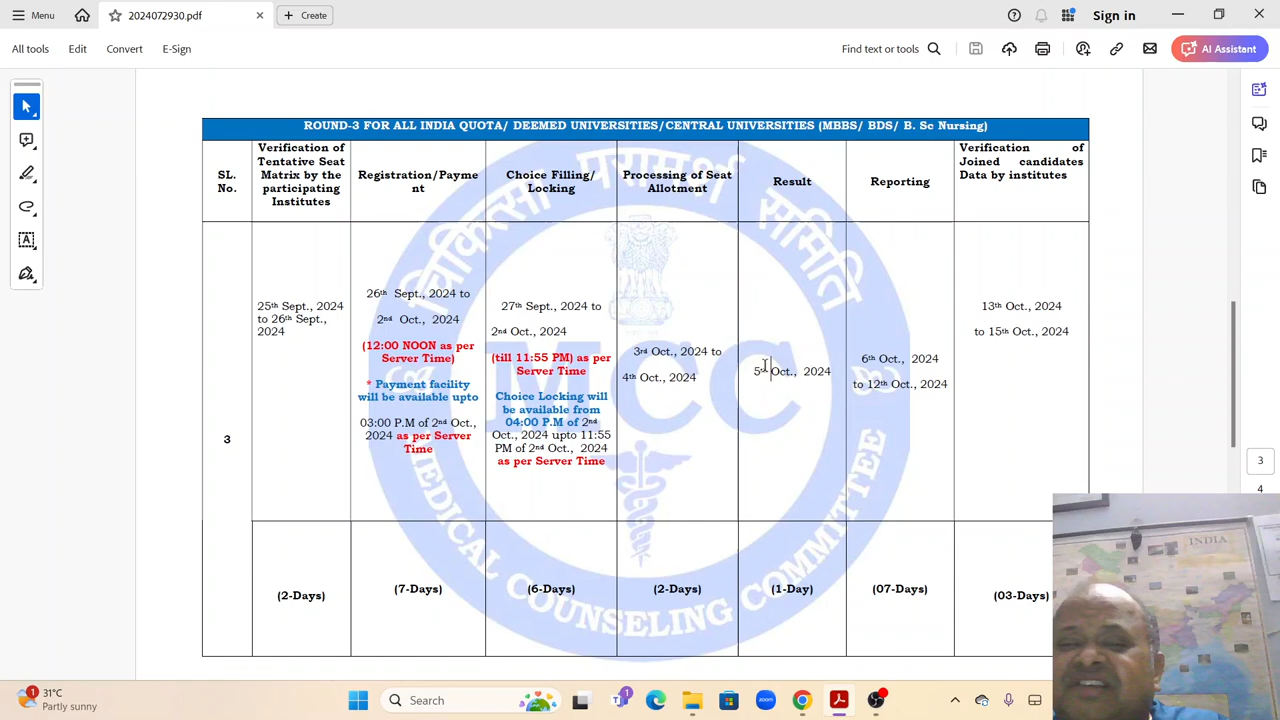 Menu
2024072930.pdf
Create
Sign in
All tools
Edit
Convert
E-Sign
Find text or tools
AI Assistant
ROUND-3 FOR ALL INDIA QUOTA/ DEEMED UNIVERSITIES/CENTRAL UNIVERSITIES (MBBS/ BDS/ B. Sc Nursing)
SL.
No.
Verification of
Tentative Seat
Matrix by the
participating
Institutes
Registration/Payme
nt
Choice Filling/
Locking
Processing of Seat
Allotment
Result
Reporting
Verification of
Joined candidates
Data by institutes
3
25th Sept., 2024
to 26th Sept.,
2024
26th Sept., 2024 to
2nd Oct., 2024
(12:00 NOON as per
Server Time)
* Payment facility
will be available upto
03:00 P.M of 2nd Oct.,
2024 as per Server
Time
27th Sept., 2024 to
2nd Oct., 2024
(till 11:55 PM) as per
Server Time
Choice Locking will
be available from
04:00 P.M of 2nd
Oct., 2024 upto 11:55
PM of 2nd Oct., 2024
as per Server Time
3rd Oct., 2024 to
4th Oct., 2024
5th Oct., 2024
6th Oct., 2024
to 12th Oct., 2024
13th Oct., 2024
to 15th Oct., 2024
(2-Days)
(7-Days)
(6-Days)
(2-Days)
(1-Day)
(07-Days)
(03-Days)
चिकित्सा परामर्श समिति
MCC
MEDICAL COUNSELING COMMITTEE
3
4
INDIA
1
31°C
Partly sunny
Search
1
zoom